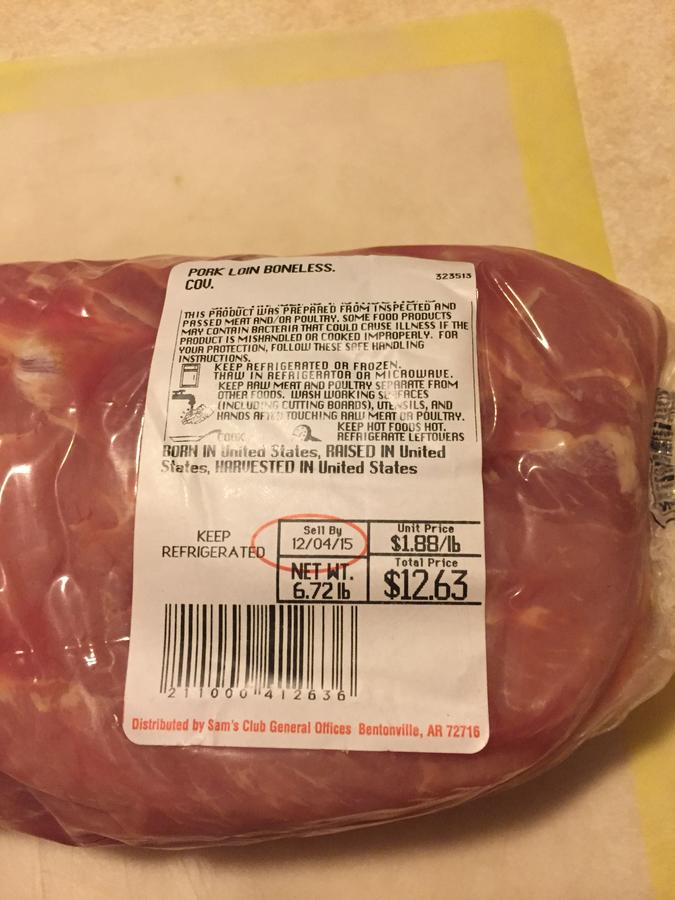 PORK LOIN BONELESS.
323513
COV.
THIS PRODUCT WAS PREPARED FROM INSPECTED AND
PASSED MEAT AND/OR POULTRY. SOME FOOD PRODUCTS
MAY CONTAIN BACTERIA THAT COULD CAUSE ILLNESS IF THE
PRODUCT IS MISHANDLED OR COOKED IMPROPERLY. FOR
YOUR PROTECTION, FOLLOW THESE SAFE HANDLING
INSTRUCTIONS.
KEEP REFRIGERATED OR FROZEN.
THAW IN REFRIGERATOR OR MICROWAVE.
KEEP RAW MEAT AND POULTRY SEPARATE FROM
OTHER FOODS. WASH WORKING SURFACES
(INCLUDING CUTTING BOARDS), UTENSILS, AND
HANDS AFTER TOUCHING RAW MEAT OR POULTRY.
KEEP HOT FOODS HOT.
COOK
REFRIGERATE LEFTOVERS
BORN IN United States, RAISED IN United
States, HARVESTED IN United States
KEEP
REFRIGERATED
Sell By
12/04/15
Unit Price
$1.88/lb
NET WT.
6.72 lb
Total Price
$12.63
2 11000 412636
Distributed by Sam's Club General Offices Bentonville, AR 72716